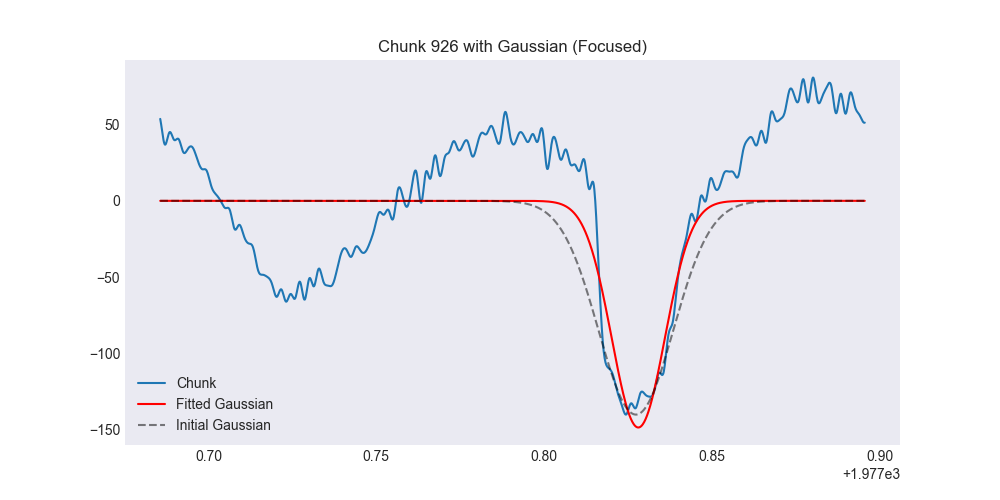 Chunk 926 with Gaussian (Focused)
50
0
−50
−100
−150
Chunk
Fitted Gaussian
Initial Gaussian
0.70 0.75 0.80 0.85 0.90
+1.977e3